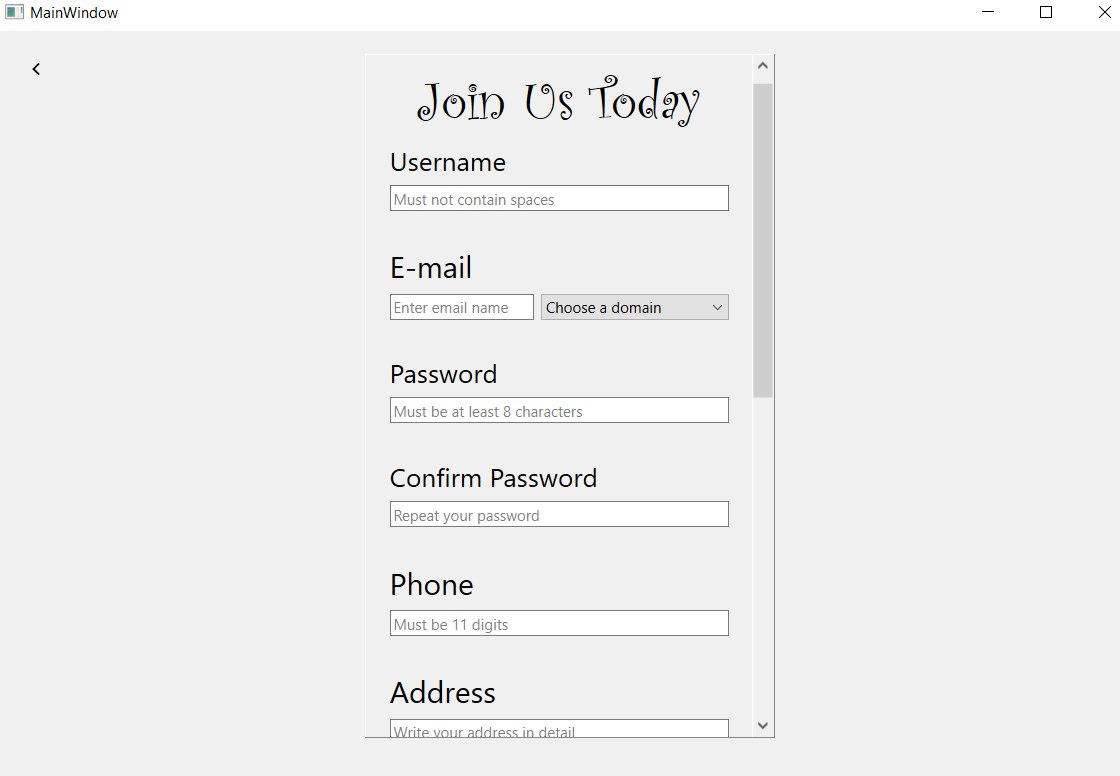 MainWindow
Join Us Today
Username
Must not contain spaces
E-mail
Enter email name Choose a domain
Password
Must be at least 8 characters
Confirm Password
Repeat your password
Phone
Must be 11 digits
Address
Write your address in detail